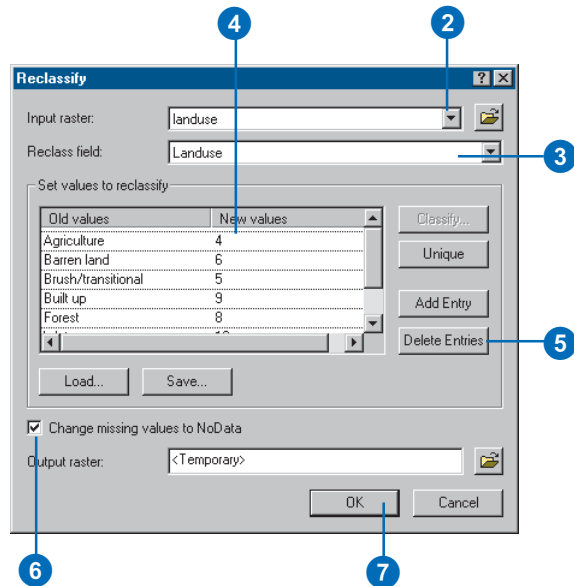 4 2
Reclassify
Input raster: landuse
Reclass field: Landuse 3
Set values to reclassify
Old values New values Classify...
Agriculture 4
Barren land 6 Unique
Brush/transitional 5
Built up 9 Add Entry
Forest 8
Delete Entries 5
Load... Save...
Change missing values to NoData
Output raster: <Temporary>
OK Cancel
6 7